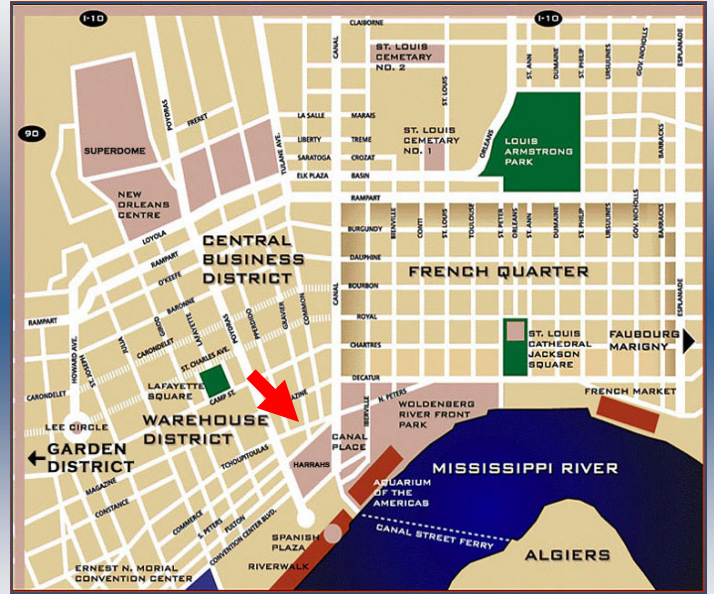 I-10
I-10
CLAIBORNE
ST. LOUIS
CEMETARY
NO. 2
CANAL
ST. LOUIS
ST. ANN
DUMAINE
ST. PHILIP
URSULINES
GOV. NICHOLLS
ESPLANADE
90
POYDRAS
FRERET
LA SALLE
MARAIS
LIBERTY
TREME
SARATOGA
CROZAT
ELK PLAZA
BASIN
TULANE AVE.
ST. LOUIS
CEMETARY
NO. 1
ORLEANS
LOUIS
ARMSTRONG
PARK
BARRACKS
SUPERDOME
NEW
ORLEANS
CENTRE
RAMPART
LOYOLA
RAMPART
O'KEEFE
BARONNE
CENTRAL
BUSINESS
DISTRICT
BURGUNDY
DAUPHINE
BOURBON
ROYAL
CHARTRES
DECATUR
BIENVILLE
CONTI
ST. LOUIS
TOULOUSE
ST. PETER
ORLEANS
ST. ANN
DUMAINE
ST. PHILIP
URSULINES
GOV. NICHOLLS
BARRACKS
FRENCH QUARTER
CANAL
ESPLANADE
RAMPART
HOWARD AVE.
ST. JOSEPH
JULIA
GIROD
LAFAYETTE
POYDRAS
PERDIDO
GRAVIER
COMMON
CARONDELET
CARONDELET
ST. CHARLES AVE.
LAFAYETTE
SQUARE
CAMP ST.
AZINE
ST. LOUIS
CATHEDRAL
JACKSON
SQUARE
FAUBOURG
MARIGNY
FRENCH MARKET
WOLDENBERG
RIVER FRONT
PARK
N. PETERS
IBERVILLE
CANAL
PLACE
LEE CIRCLE
WAREHOUSE
DISTRICT
GARDEN
DISTRICT
HARRAHS
TCHOUPITOULAS
MAGAZINE
CONSTANCE
COMMERCE
S. PETERS
FULTON
CONVENTION CENTER BLVD.
MISSISSIPPI RIVER
AQUARIUM
OF THE
AMERICAS
CANAL STREET FERRY
SPANISH
PLAZA
RIVERWALK
ALGIERS
ERNEST N. MORIAL
CONVENTION CENTER